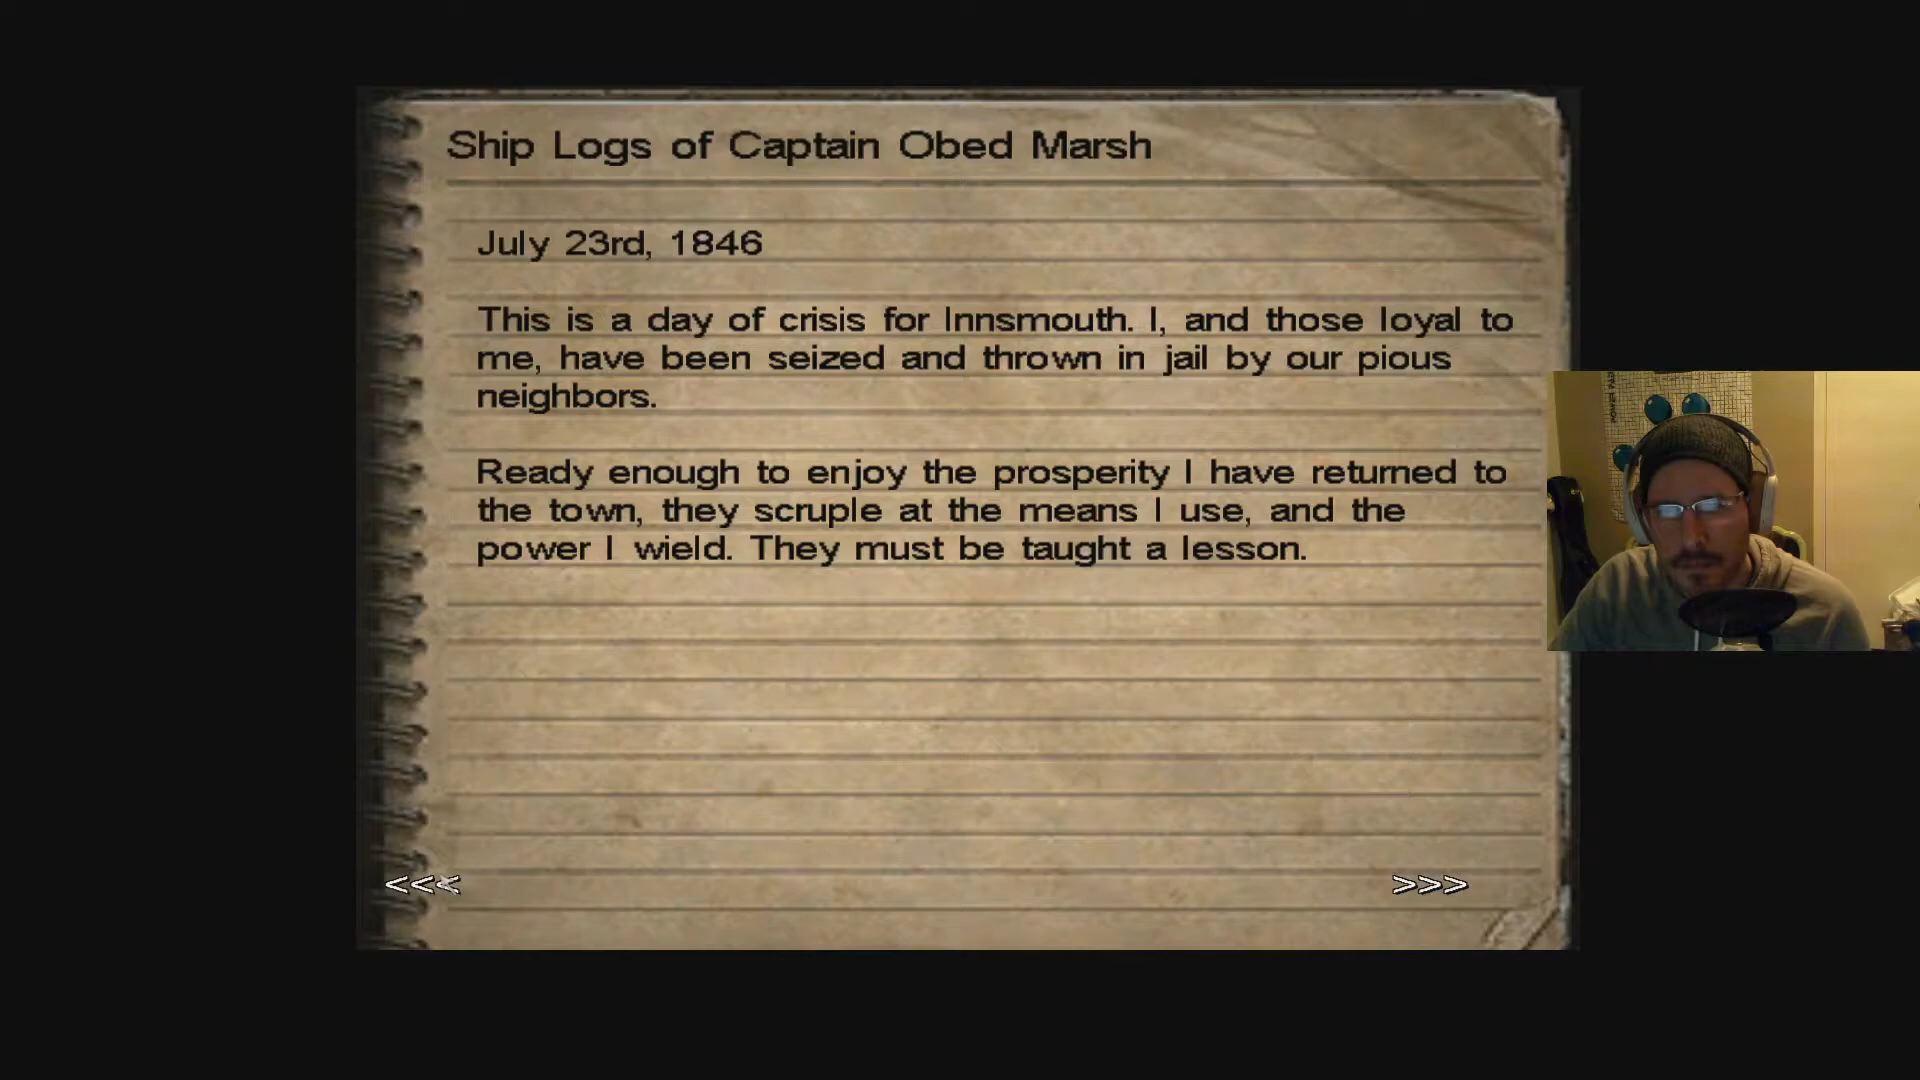 Ship Logs of Captain Obed Marsh
July 23rd, 1846
This is a day of crisis for Innsmouth. I, and those loyal to
me, have been seized and thrown in jail by our pious
neighbors.
Ready enough to enjoy the prosperity I have returned to
the town, they scruple at the means I use, and the
power I wield. They must be taught a lesson.
<<<
>>>